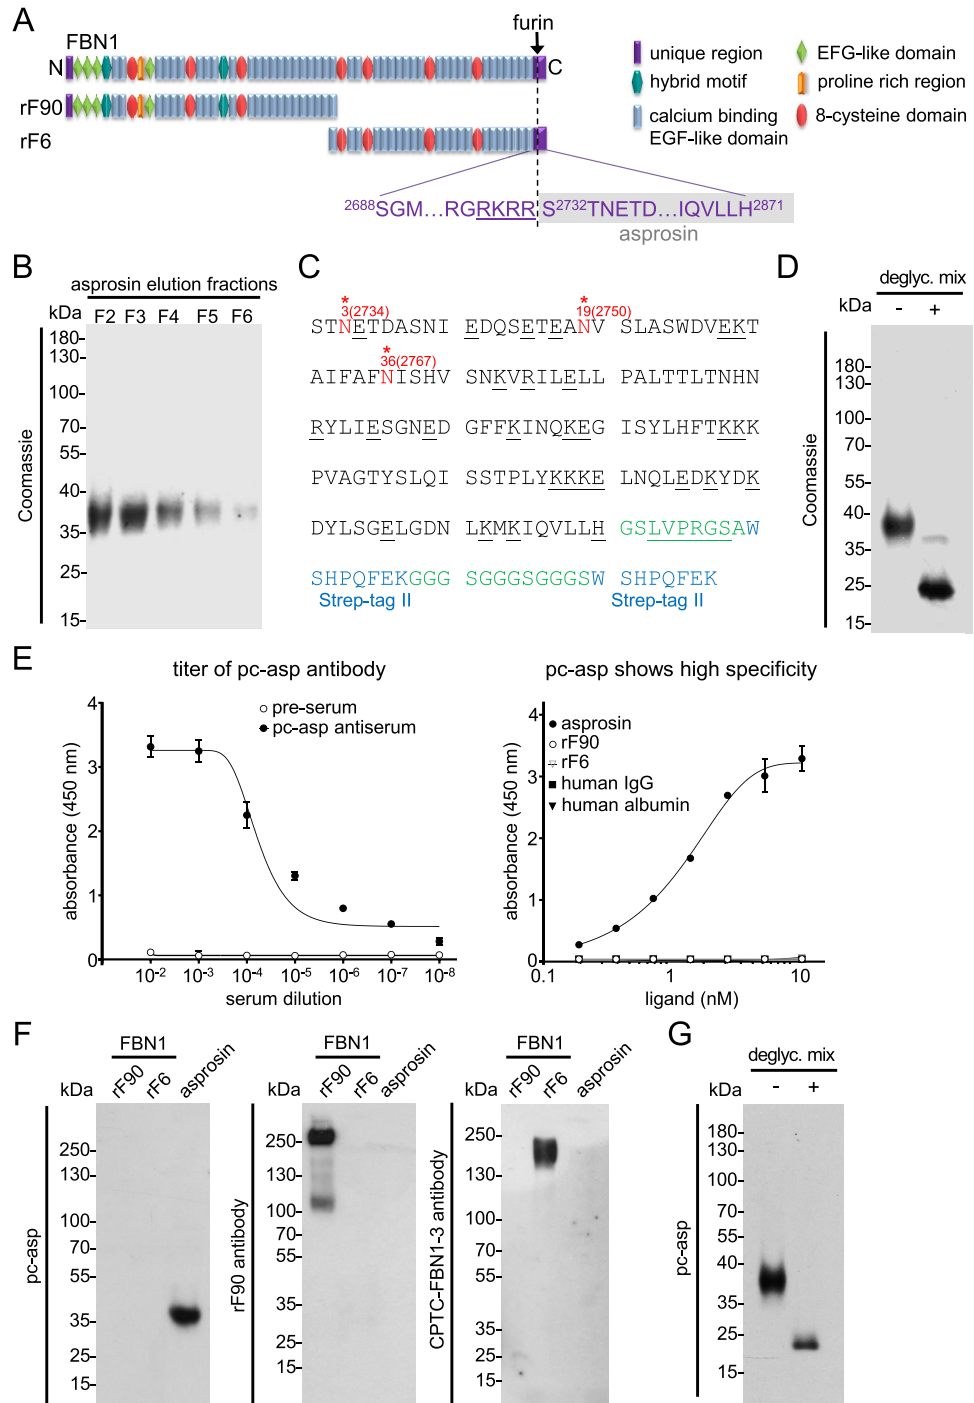 A
furin
FBN1
N
C
rF90
rF6
unique region
hybrid motif
calcium binding
EGF-like domain
EFG-like domain
proline rich region
8-cysteine domain
2688SGM...RGRKRR S2732TNETD...IQVLLH2871
asprosin
B
asprosin elution fractions
kDa F2 F3 F4 F5 F6
180-
130-
100-
70-
55-
40-
35-
25-
15-
Coomassie
C
* *
3(2734) 19(2750)
STNETDASNI EDQSETEANV SLASWDVEKT
*
36(2767)
AIFAFNISHV SNKVRILELL PALTTLTNHN
RYLIESGNED GFFKINQKEG ISYLHFTKKK
PVAGTYSLQI SSTPLYKKKE LNQLEDKYDK
DYLSGELGDN LKMKIQVLLH GSLVPRGSAW
SHPQFEKGGG SGGGSGGGSW SHPQFEK
Strep-tag II Strep-tag II
D
deglyc. mix
kDa - +
180-
130-
100-
70-
55-
40-
35-
25-
15-
Coomassie
E
titer of pc-asp antibody
pre-serum
pc-asp antiserum
absorbance (450 nm)
4
3
2
1
0
10-2 10-3 10-4 10-5 10-6 10-7 10-8
serum dilution
pc-asp shows high specificity
asprosin
rF90
rF6
human IgG
human albumin
absorbance (450 nm)
4
3
2
1
0
0.1 1 10
ligand (nM)
F
FBN1
kDa rF90 rF6 asprosin
250-
130-
100-
70-
55-
35-
25-
15-
pc-asp
FBN1
kDa rF90 rF6 asprosin
250-
130-
100-
70-
55-
35-
25-
15-
rF90 antibody
FBN1
kDa rF90 rF6 asprosin
250-
130-
100-
70-
55-
35-
25-
15-
CPTC-FBN1-3 antibody
G
deglyc. mix
kDa - +
180-
130-
100-
70-
55-
40-
35-
25-
15-
pc-asp